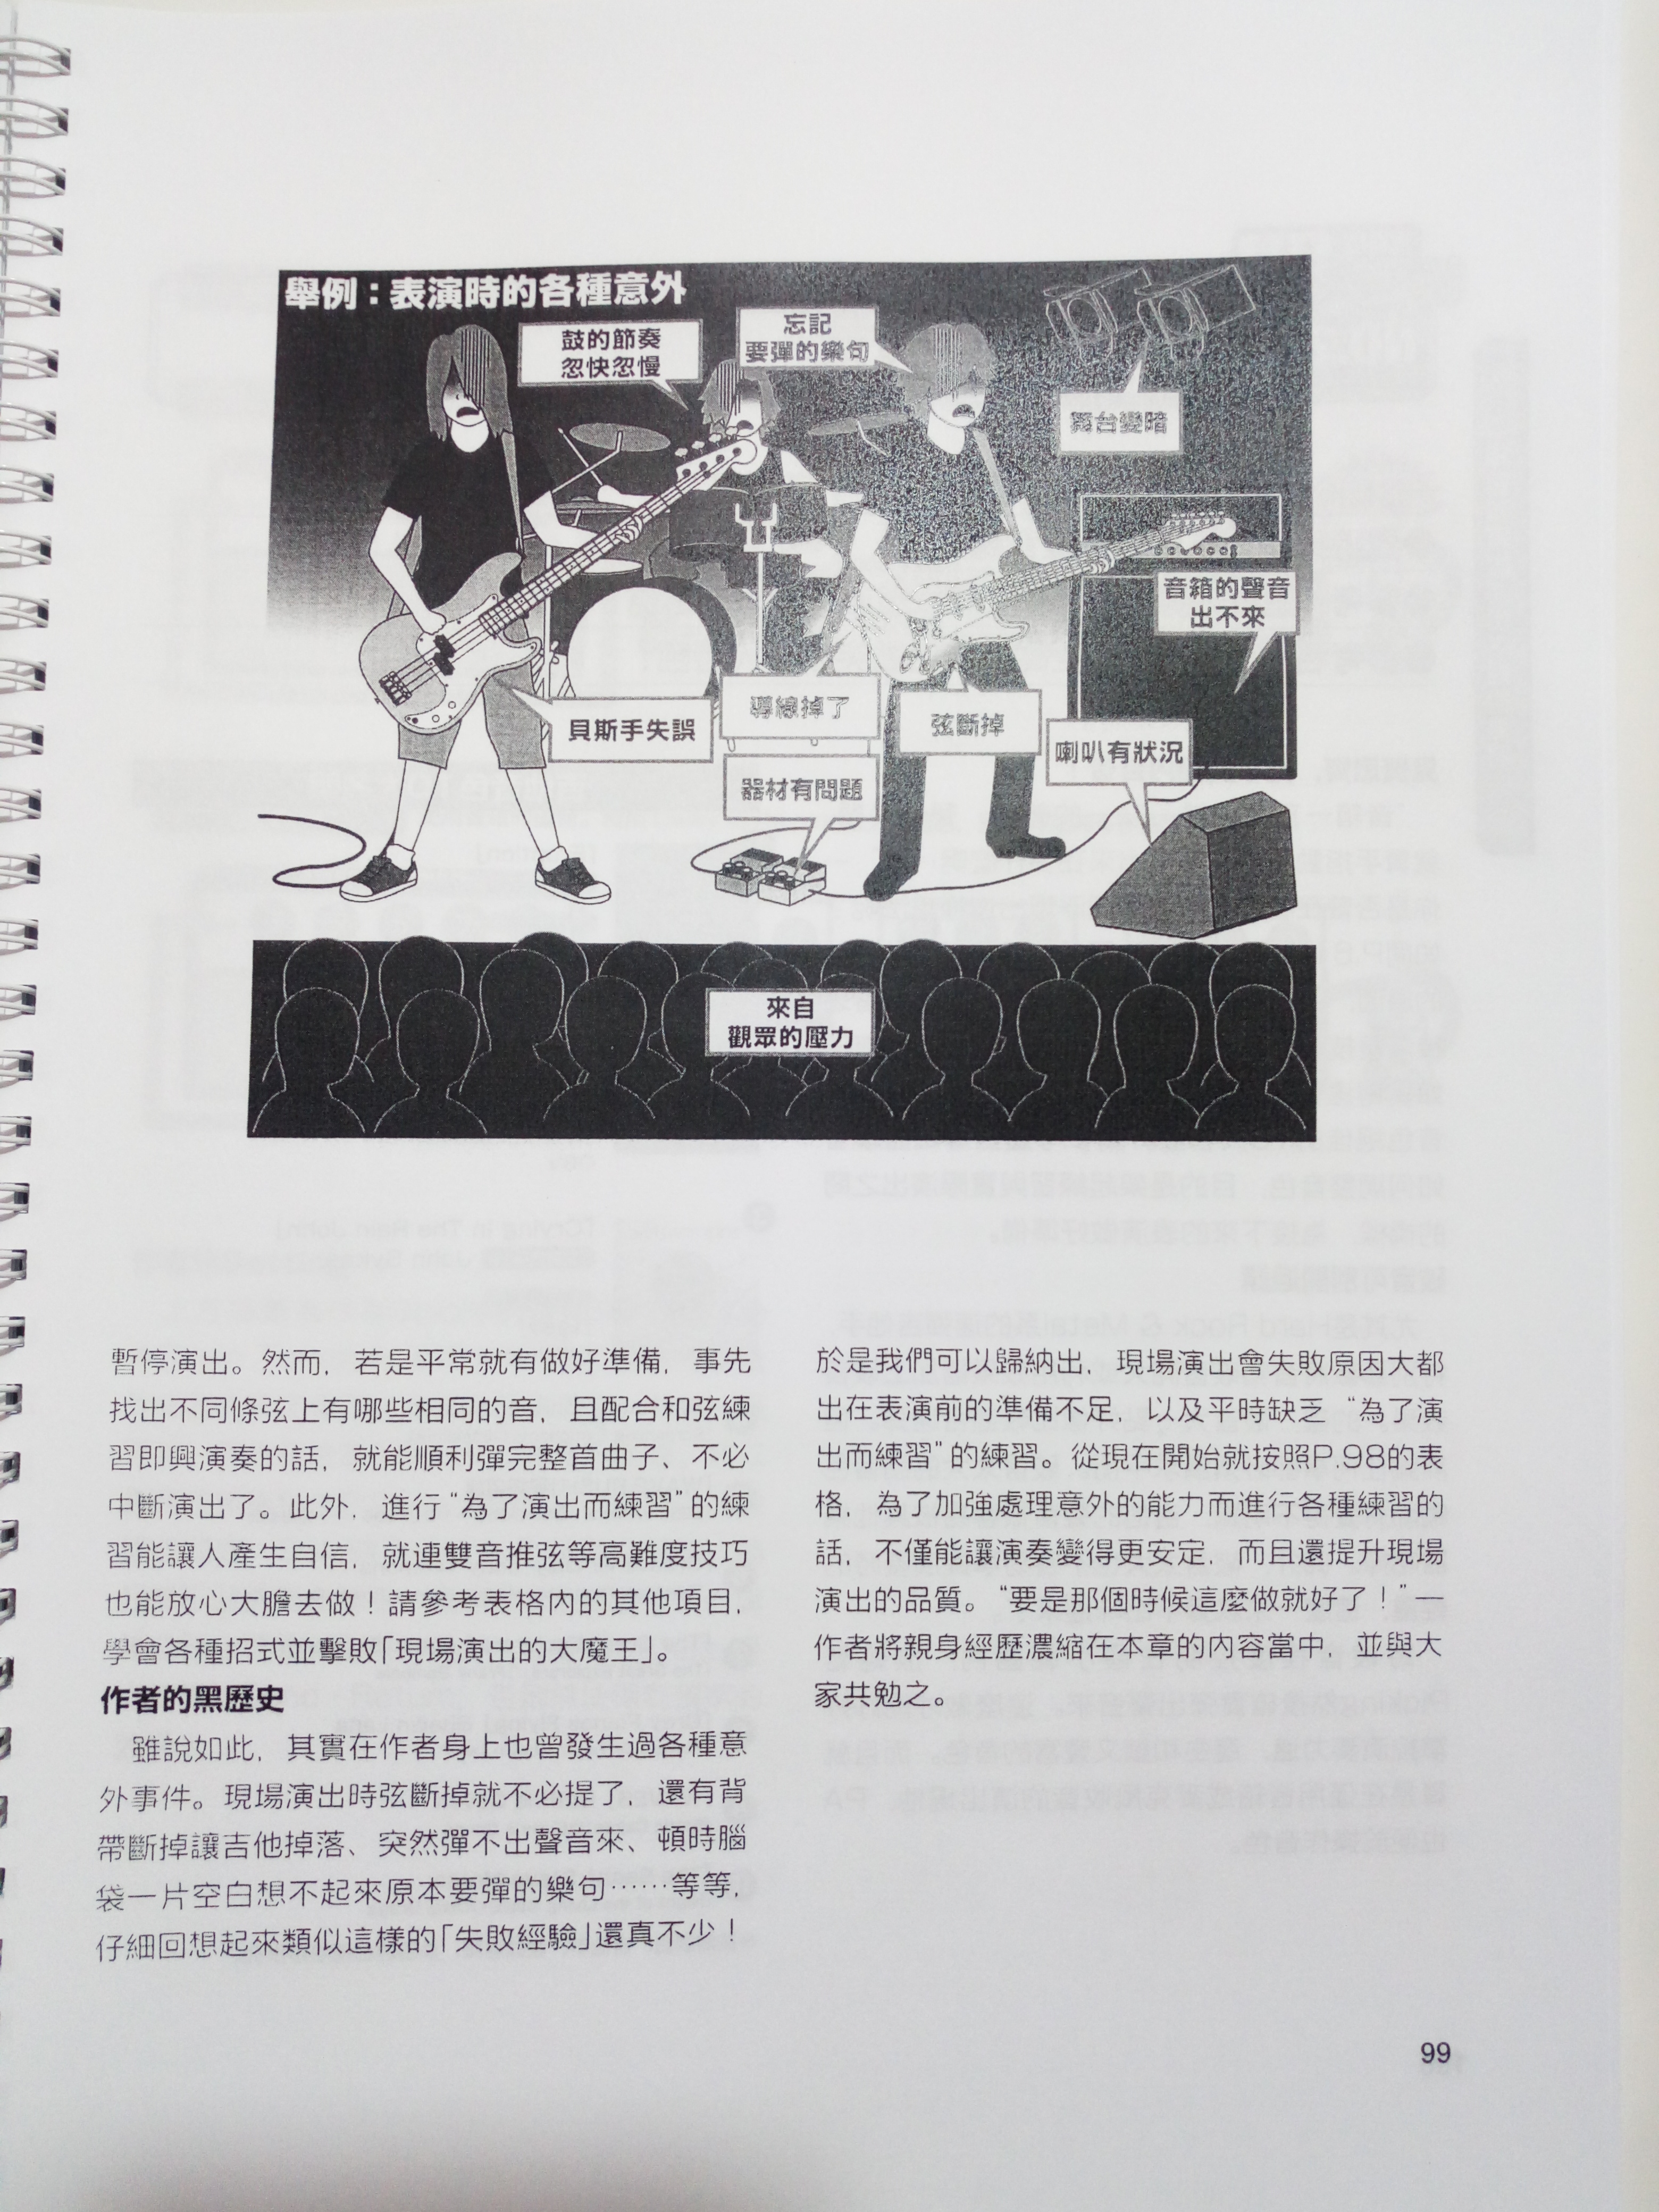 舉例：表演時的各種意外
鼓的節奏
忽快忽慢
忘記
要彈的樂句
舞台變暗
音箱的聲音
出不來
貝斯手失誤
導線掉了
弦斷掉
喇叭有狀況
器材有問題
來自
觀眾的壓力
暫停演出。然而，若是平常就有做好準備，事先
找出不同條弦上有哪些相同的音，且配合和弦練
習即興演奏的話，就能順利彈完整首曲子、不必
中斷演出了。此外，進行“為了演出而練習”的練
習能讓人產生自信，就連雙音推弦等高難度技巧
也能放心大膽去做！請參考表格內的其他項目，
學會各種招式並擊敗「現場演出的大魔王」。
作者的黑歷史
雖說如此，其實在作者身上也曾發生過各種意
外事件。現場演出時弦斷掉就不必提了，還有背
帶斷掉讓吉他掉落、突然彈不出聲音來、頓時腦
袋一片空白想不起來原本要彈的樂句⋯⋯等等，
仔細回想起來類似這樣的「失敗經驗」還真不少！
於是我們可以歸納出，現場演出會失敗原因大都
出在表演前的準備不足，以及平時缺乏“為了演
出而練習”的練習。從現在開始就按照P.98的表
格，為了加強處理意外的能力而進行各種練習的
話，不僅能讓演奏變得更安定，而且還提升現場
演出的品質。“要是那個時候這麼做就好了！”—
作者將親身經歷濃縮在本章的內容當中，並與大
家共勉之。
99